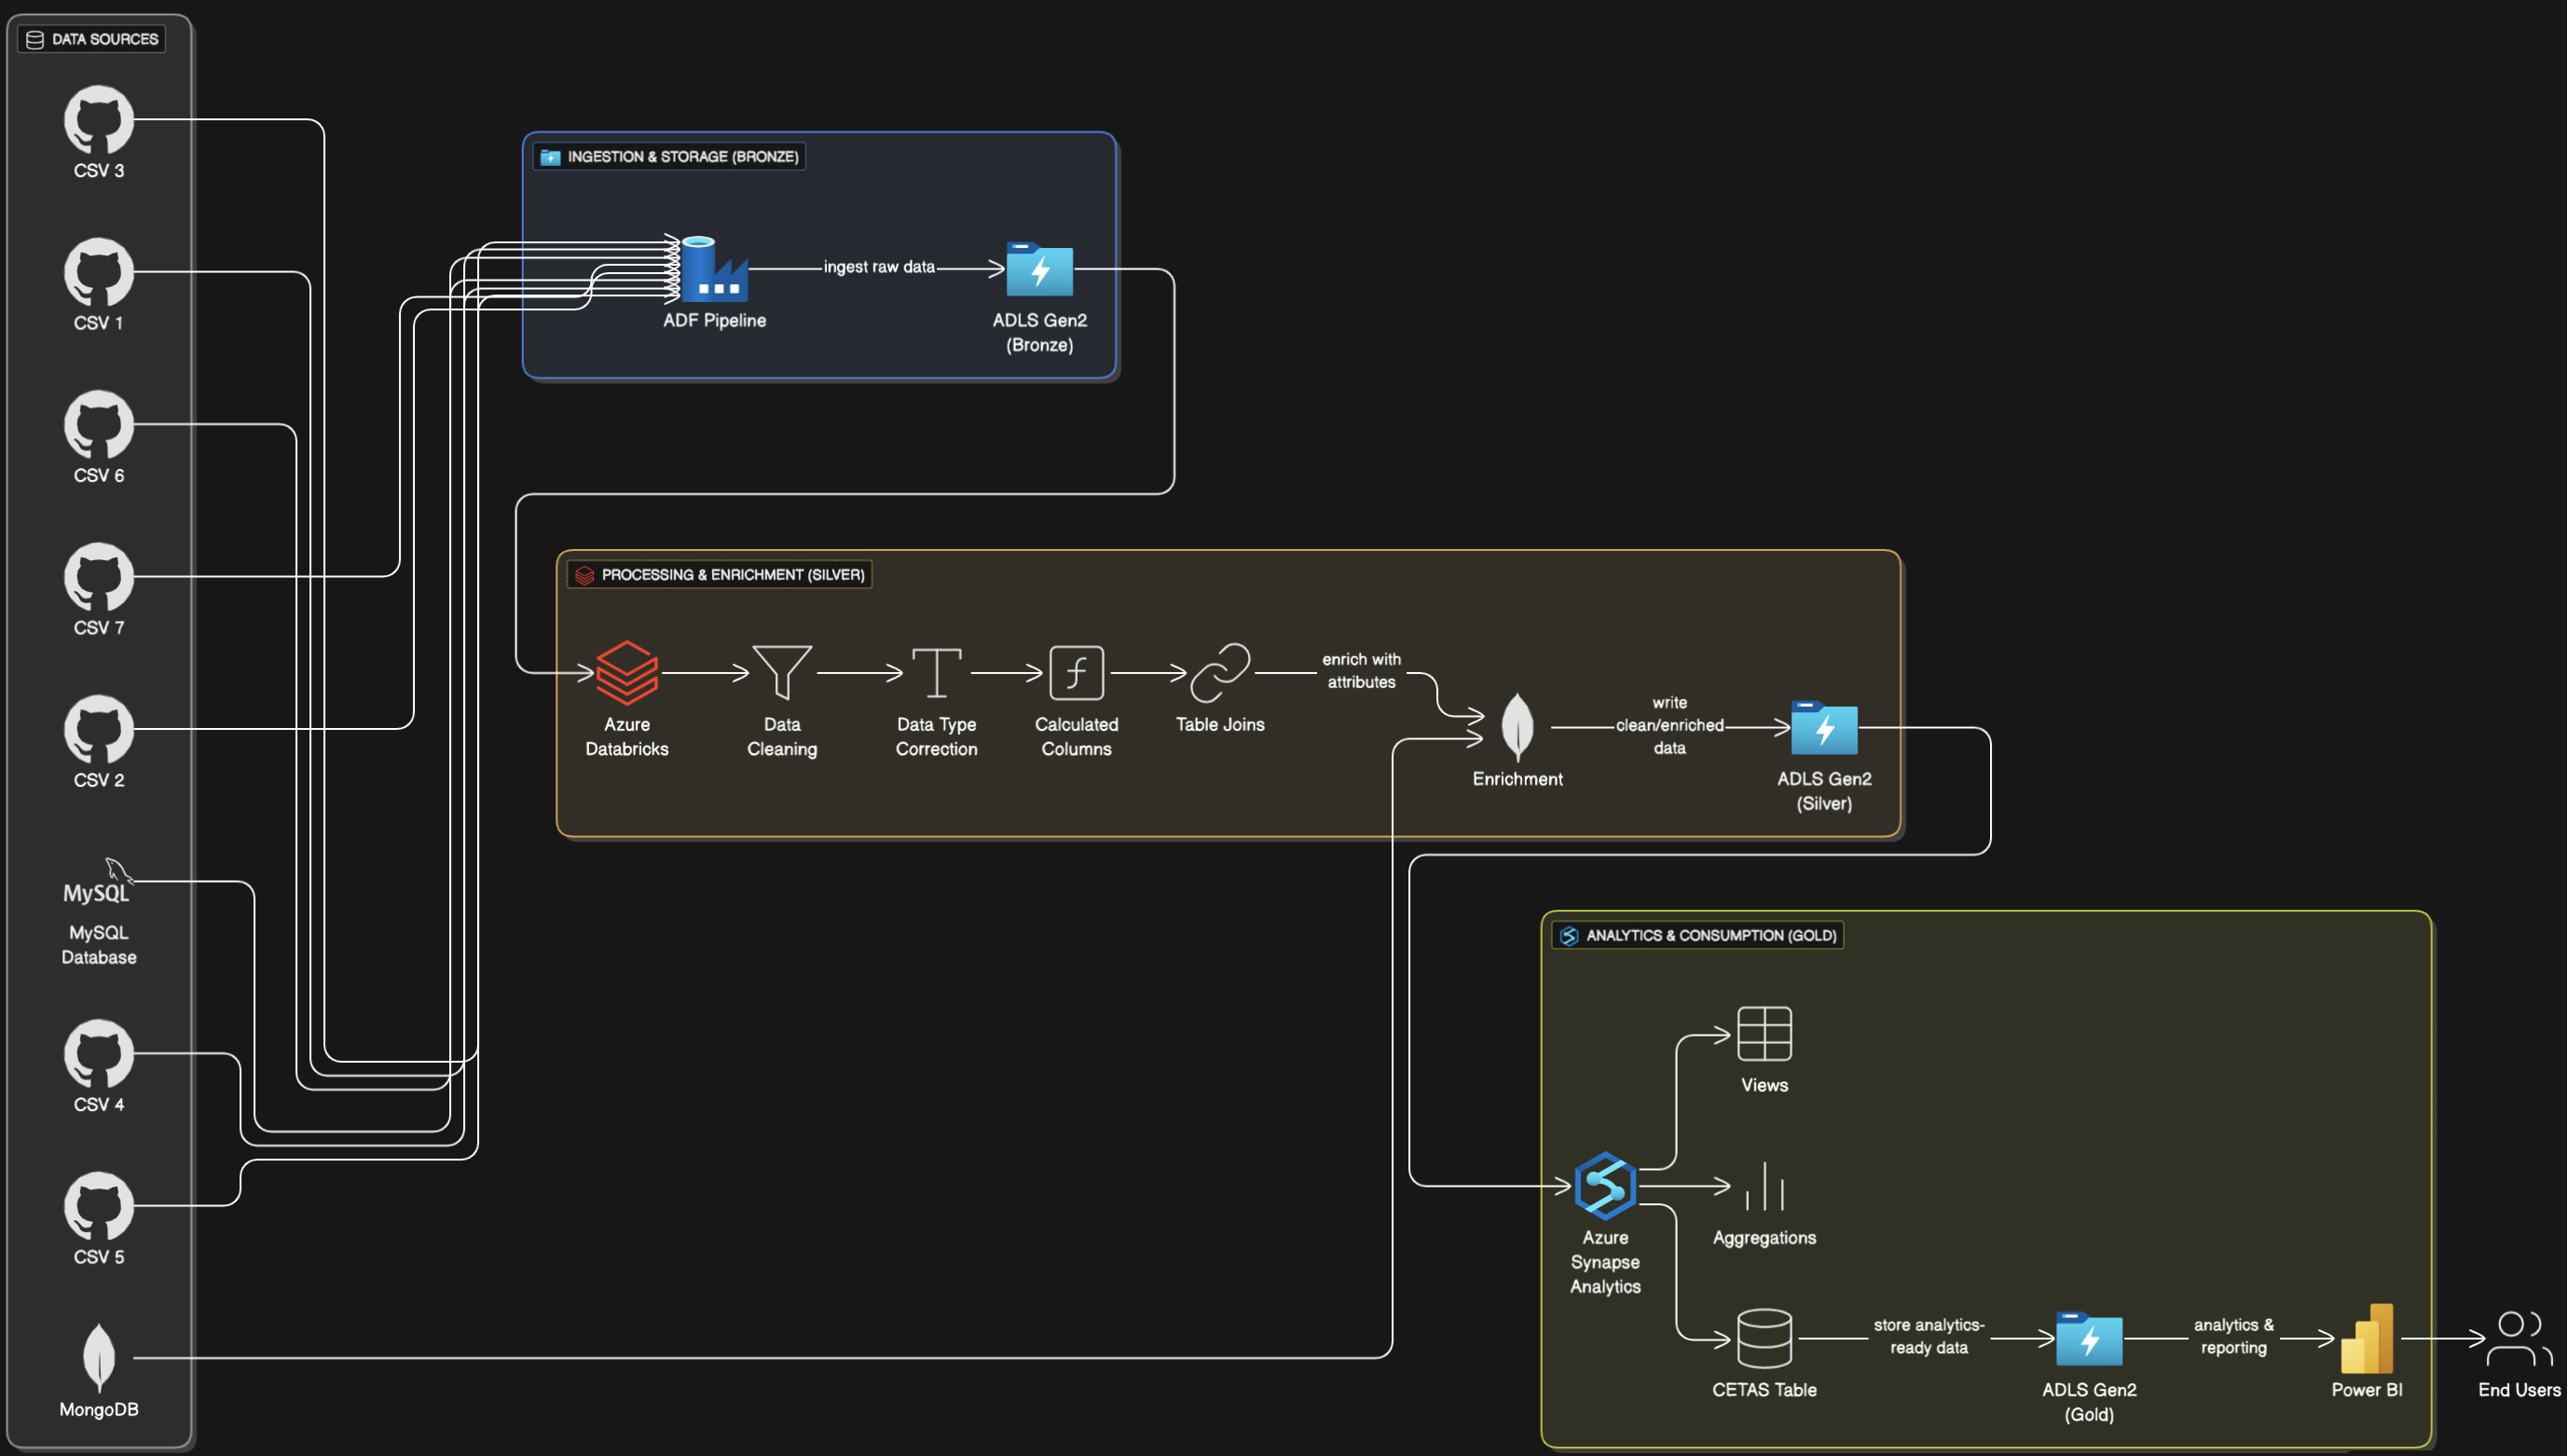 DATA SOURCES
CSV 3
CSV 1
CSV 6
CSV 7
CSV 2
MySQL
MySQL
Database
CSV 4
CSV 5
MongoDB
INGESTION & STORAGE (BRONZE)
ADF Pipeline
ingest raw data
ADLS Gen2
(Bronze)
PROCESSING & ENRICHMENT (SILVER)
Azure
Databricks
Data
Cleaning
Data Type
Correction
Calculated
Columns
Table Joins
enrich with
attributes
Enrichment
write
clean/enriched
data
ADLS Gen2
(Silver)
ANALYTICS & CONSUMPTION (GOLD)
Views
Azure
Synapse
Analytics
Aggregations
CETAS Table
store analytics-
ready data
ADLS Gen2
(Gold)
analytics &
reporting
Power BI
End Users